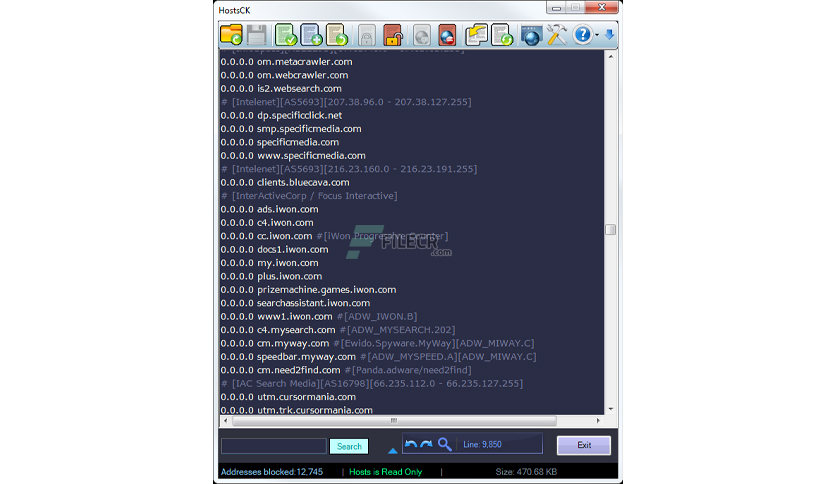 HostsCK
0.0.0.0 om.metacrawler.com
0.0.0.0 om.webcrawler.com
0.0.0.0 is2.websearch.com
# [Intelenet][AS5693][207.38.96.0 - 207.38.127.255]
0.0.0.0 dp.specificclick.net
0.0.0.0 smp.specificmedia.com
0.0.0.0 specificmedia.com
0.0.0.0 www.specificmedia.com
# [Intelenet][AS5693][216.23.160.0 - 216.23.191.255]
0.0.0.0 clients.bluecava.com
# [InterActiveCorp / Focus Interactive]
0.0.0.0 ads.iwon.com
0.0.0.0 c4.iwon.com
0.0.0.0 cc.iwon.com #[iWon Progressive Counter]
FILECR
.com
0.0.0.0 docs1.iwon.com
0.0.0.0 my.iwon.com
0.0.0.0 plus.iwon.com
0.0.0.0 prizemachine.games.iwon.com
0.0.0.0 searchassistant.iwon.com
0.0.0.0 www1.iwon.com #[ADW_IWON.B]
0.0.0.0 c4.mysearch.com #[ADW_MYSEARCH.202]
0.0.0.0 cm.myway.com #[Ewido.Spyware.MyWay][ADW_MIWAY.C]
0.0.0.0 speedbar.myway.com #[ADW_MYSPEED.A][ADW_MIWAY.C]
0.0.0.0 cm.need2find.com #[Panda.adware/need2find]
# [IAC Search Media][AS16798][66.235.112.0 - 66.235.127.255]
0.0.0.0 utm.cursormania.com
0.0.0.0 utm.trk.cursormania.com
Search
Line: 9,850
Exit
Addresses blocked:12,745 | Hosts is Read Only | Size: 470.68 KB